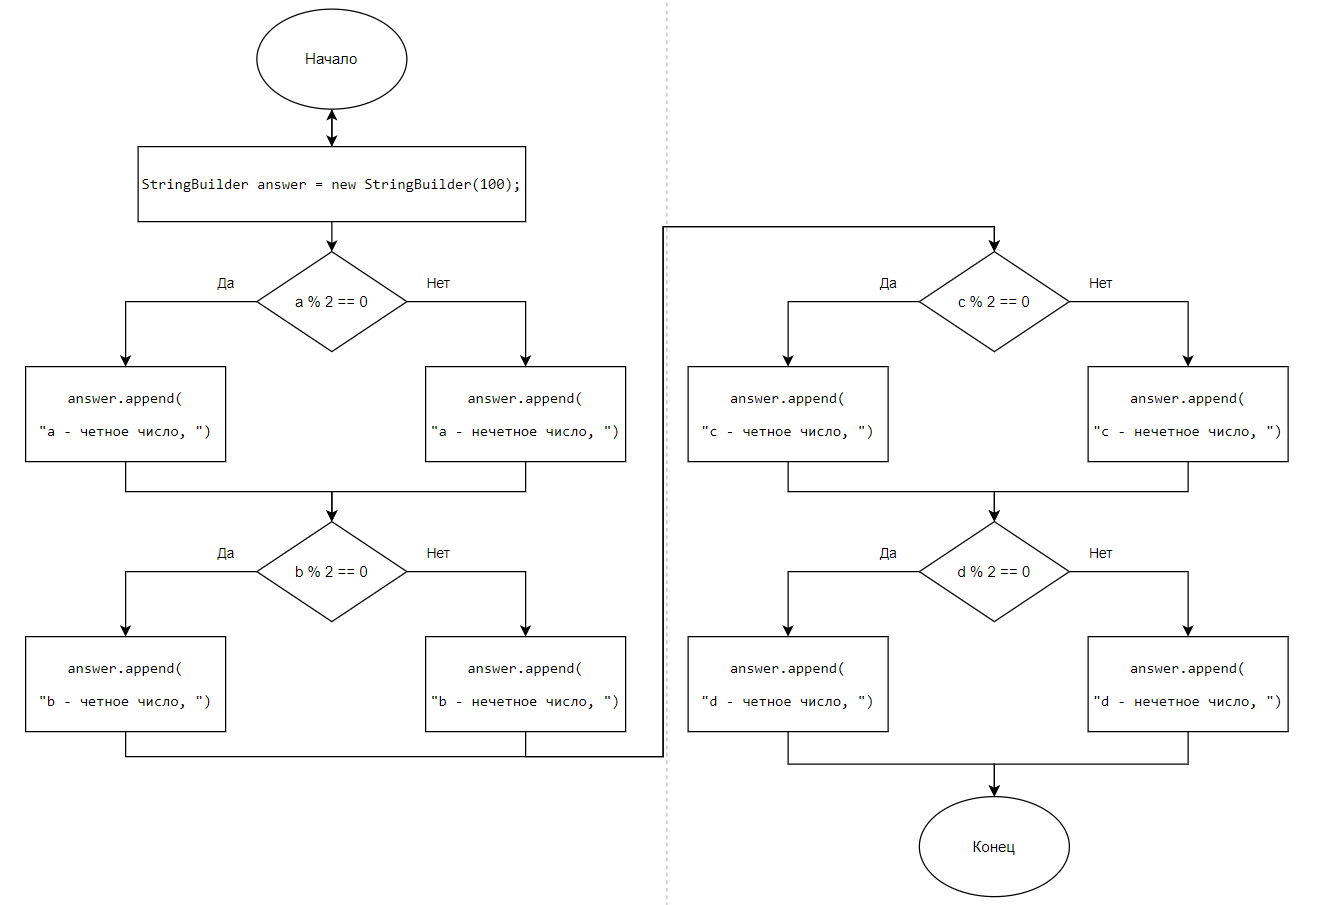 Начало
StringBuilder answer = new StringBuilder(100);
Да
Нет
a % 2 == 0
answer.append(
"a - четное число, ")
answer.append(
"a - нечетное число, ")
Да
Нет
b % 2 == 0
answer.append(
"b - четное число, ")
answer.append(
"b - нечетное число, ")
Да
Нет
c % 2 == 0
answer.append(
"c - четное число, ")
answer.append(
"c - нечетное число, ")
Да
Нет
d % 2 == 0
answer.append(
"d - четное число, ")
answer.append(
"d - нечетное число, ")
Конец